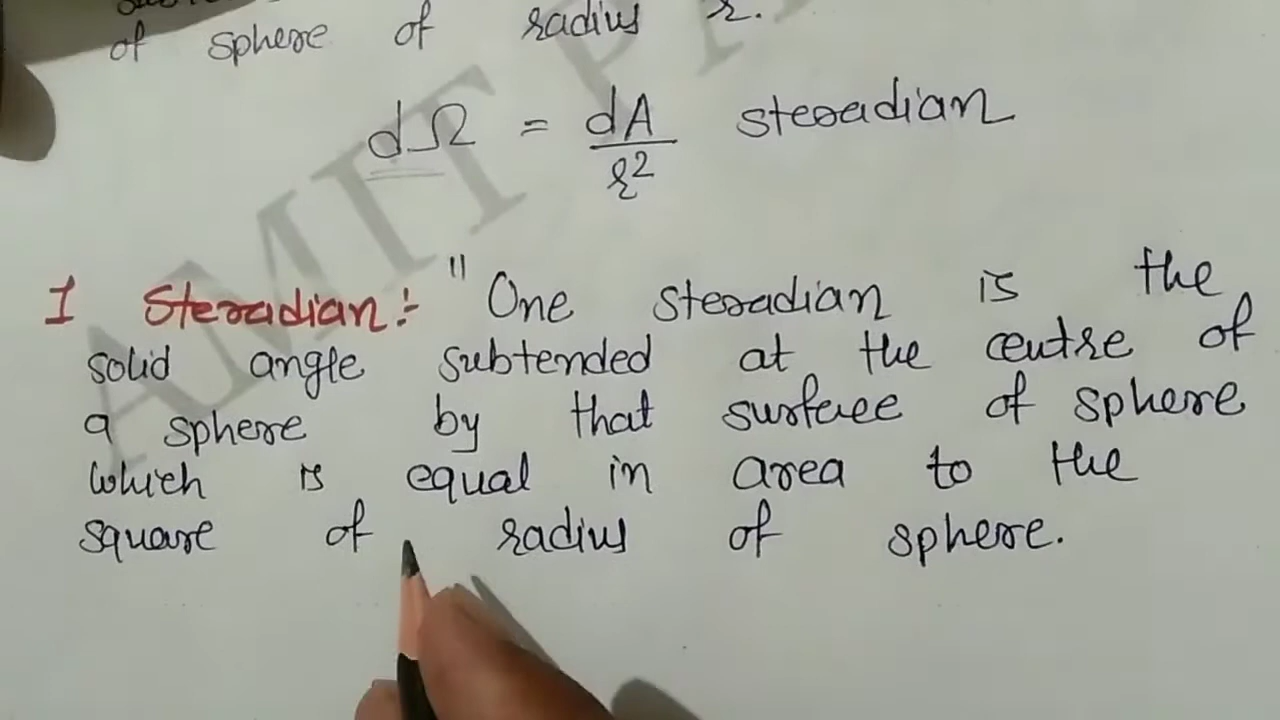 of sphere of radius r.
dΩ = dA / r² steradian
1 Steradian:- "One steradian is the
solid angle subtended at the centre of
a sphere by that surface of sphere
which is equal in area to the
square of radius of sphere.
AMIT